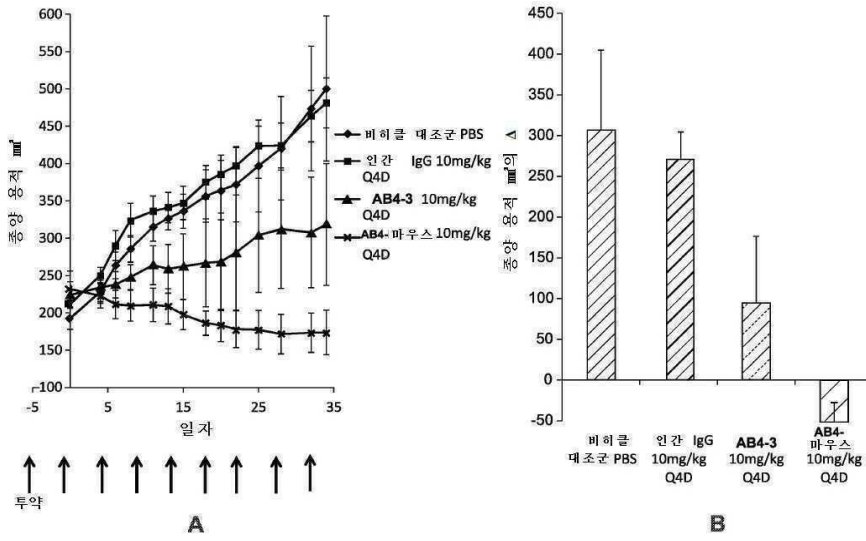 600
550
500
450
400
350
300
250
200
150
100
종양 용적 ㎣
-5
5
15
25
35
일자
비히클 대조군 PBS
인간 IgG 10mg/kg
Q4D
AB4-3 10mg/kg
Q4D
AB4-마우스 10mg/kg
Q4D
투약
A
450
400
350
300
250
200
150
100
50
0
-50
종양 용적 ㎣의 Δ
비히클
대조군 PBS
인간 IgG
10mg/kg
Q4D
AB4-3
10mg/kg
Q4D
AB4-
마우스
10mg/kg
Q4D
B